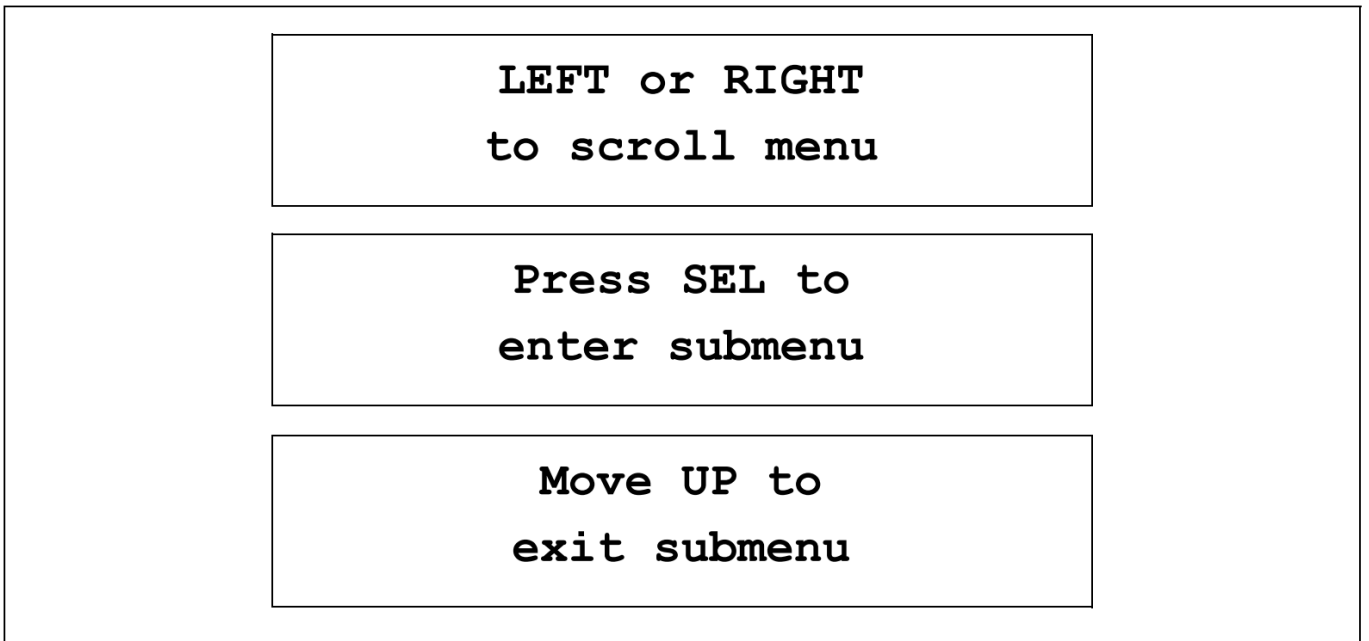 LEFT or RIGHT
to scroll menu
Press SEL to
enter submenu
Move UP to
exit submenu